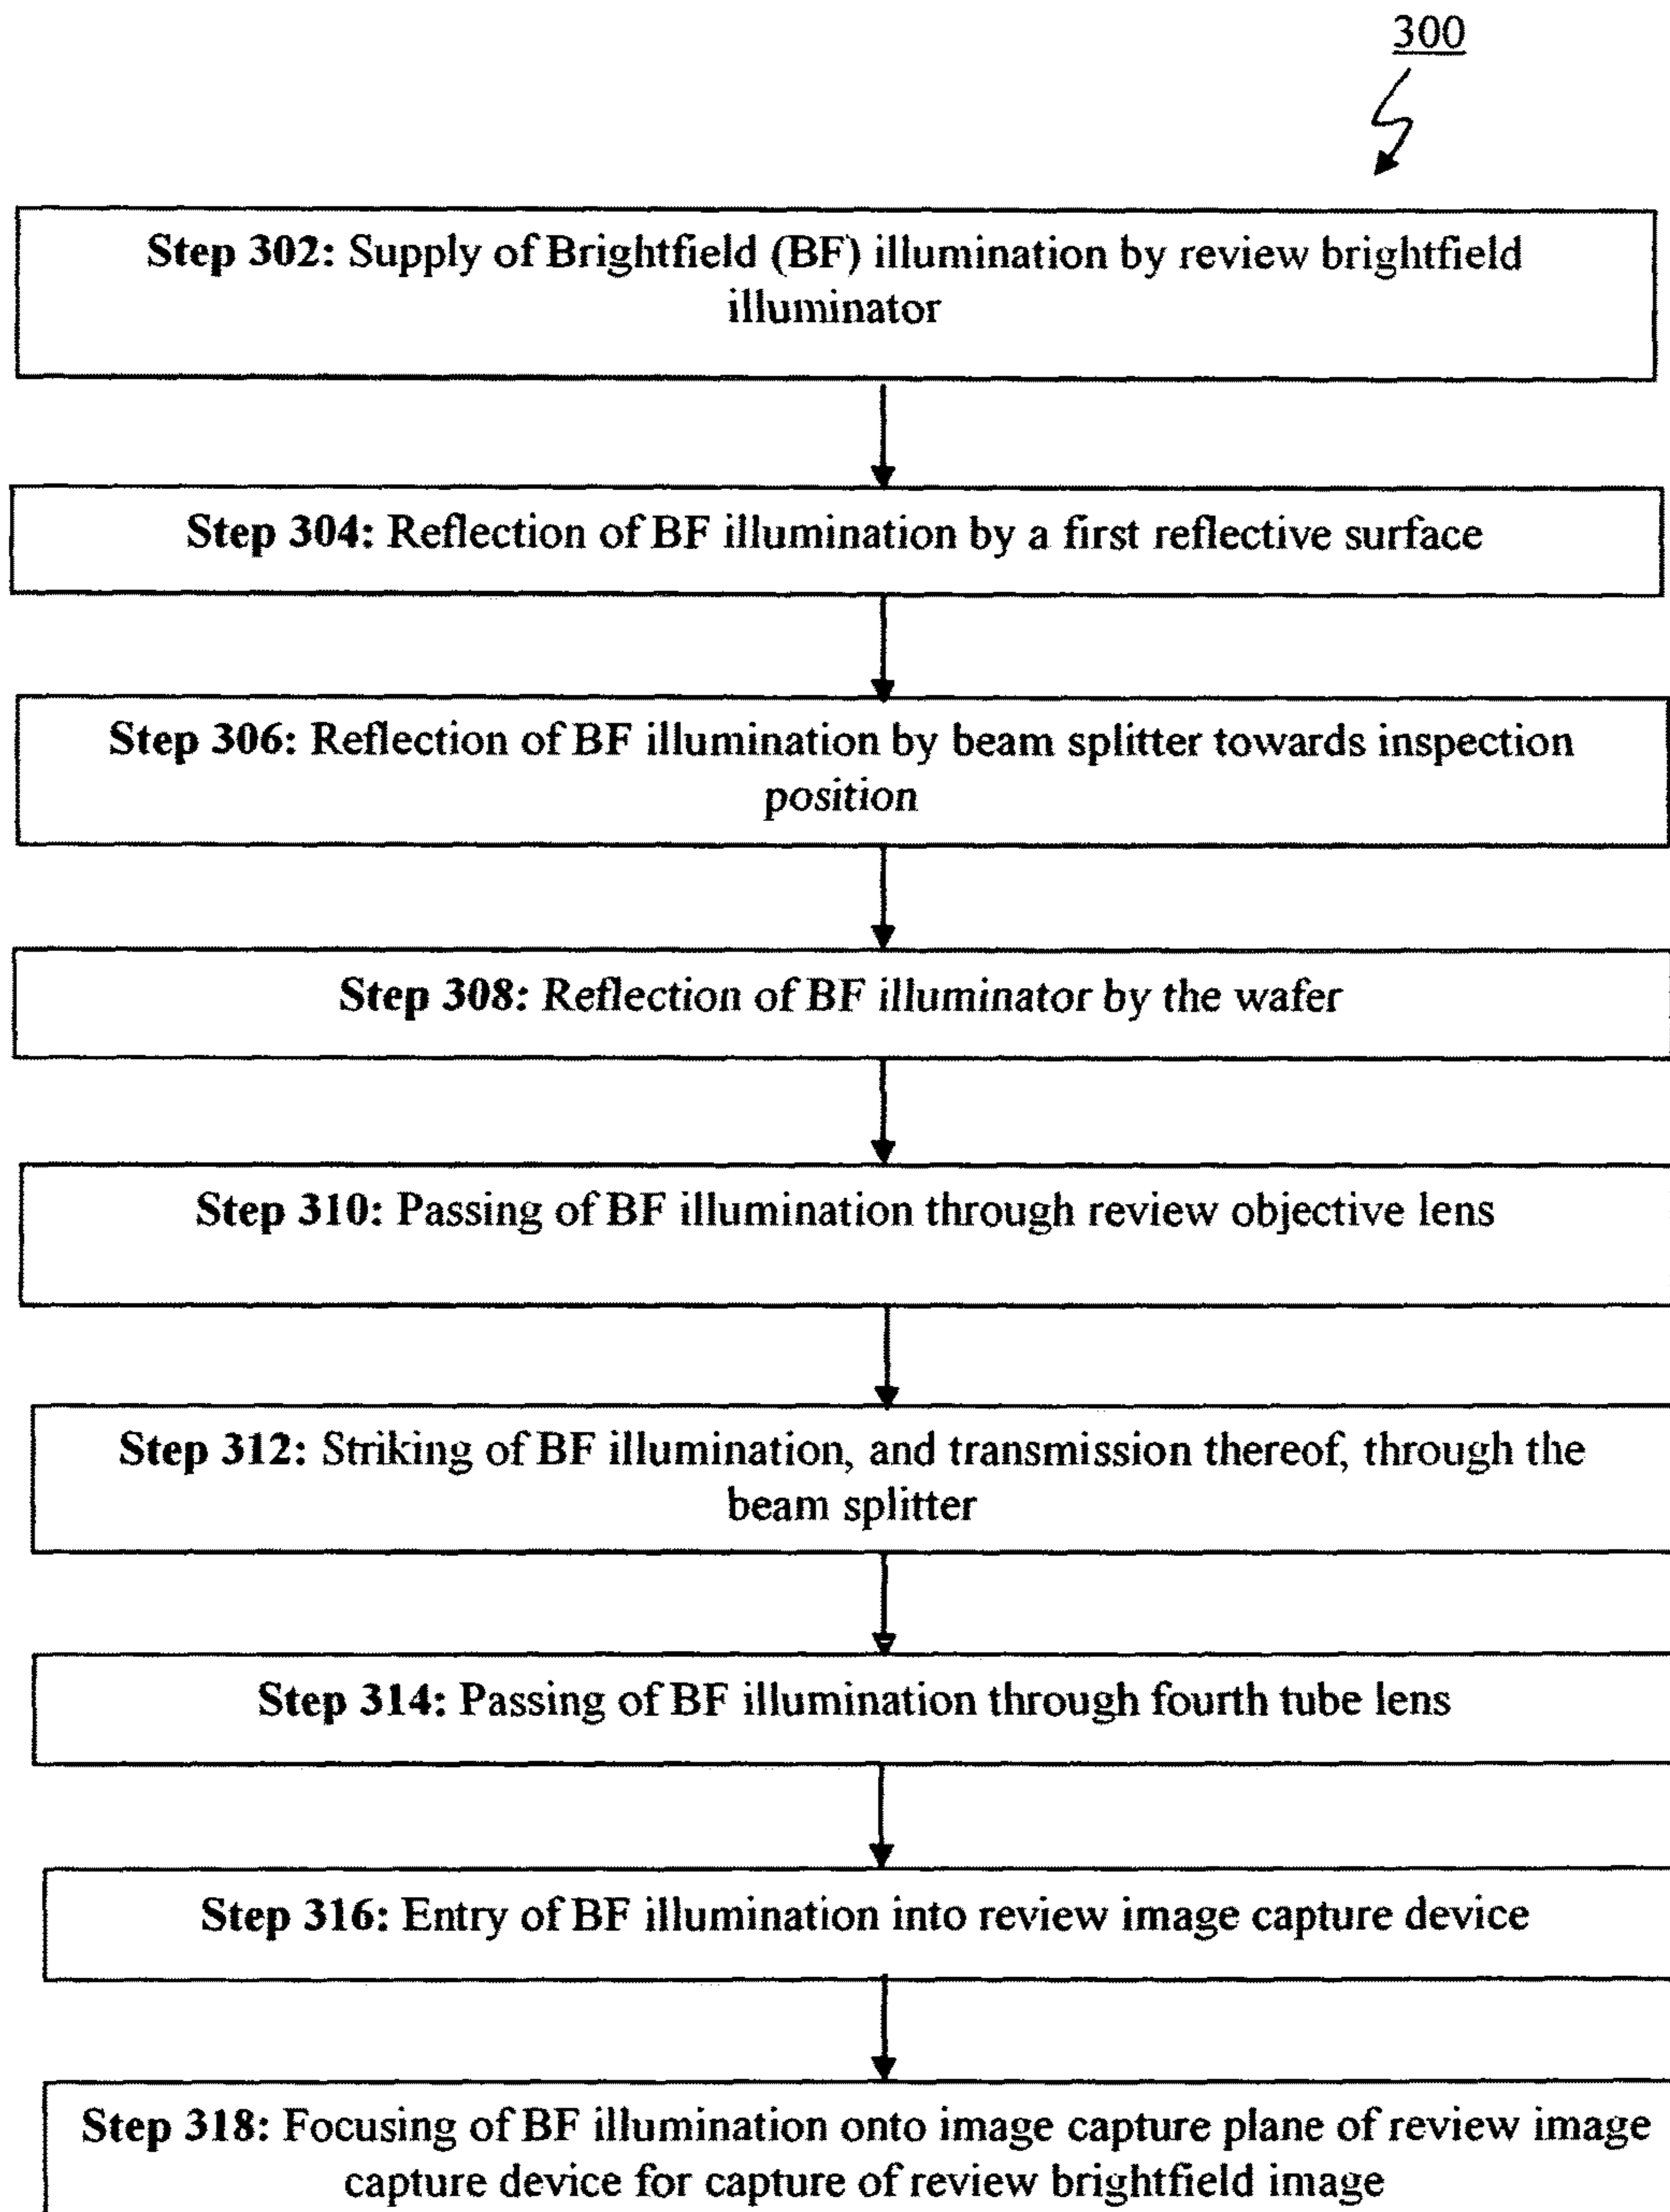 300
Step 302: Supply of Brightfield (BF) illumination by review brightfield
illuminator
Step 304: Reflection of BF illumination by a first reflective surface
Step 306: Reflection of BF illumination by beam splitter towards inspection
position
Step 308: Reflection of BF illuminator by the wafer
Step 310: Passing of BF illumination through review objective lens
Step 312: Striking of BF illumination, and transmission thereof, through the
beam splitter
Step 314: Passing of BF illumination through fourth tube lens
Step 316: Entry of BF illumination into review image capture device
Step 318: Focusing of BF illumination onto image capture plane of review image
capture device for capture of review brightfield image